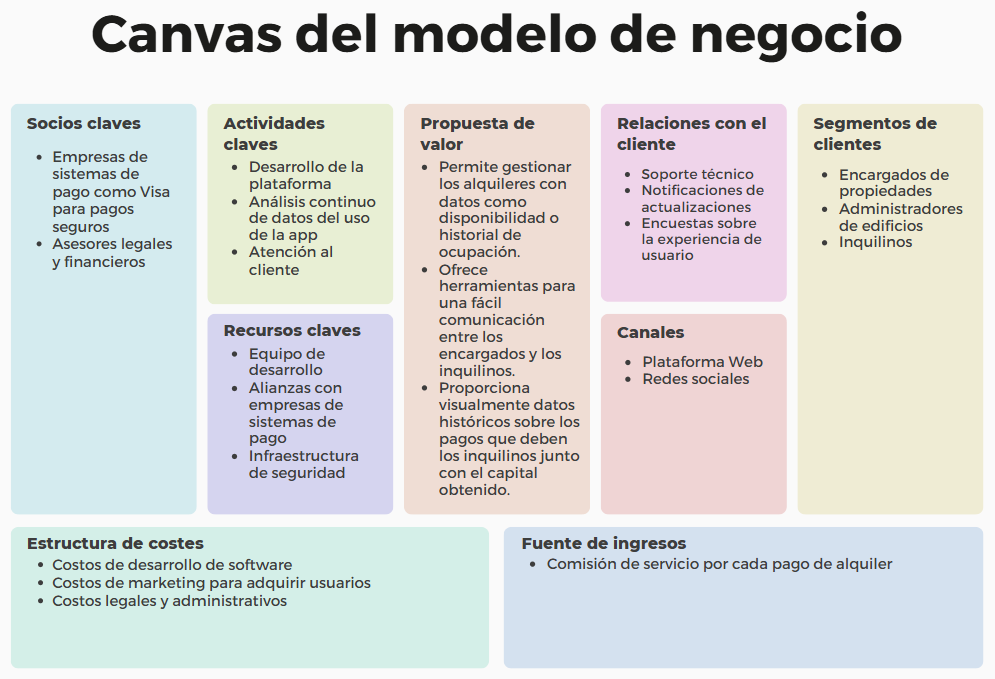 Canvas del modelo de negocio
Socios claves
• Empresas de
sistemas de
pago como Visa
para pagos
seguros
• Asesores legales
y financieros
Actividades
claves
• Desarrollo de la
plataforma
• Análisis continuo
de datos del uso
de la app
• Atención al
cliente
Recursos claves
• Equipo de
desarrollo
• Alianzas con
empresas de
sistemas de
pago
• Infraestructura
de seguridad
Propuesta de
valor
• Permite gestionar
los alquileres con
datos como
disponibilidad o
historial de
ocupación.
• Ofrece
herramientas para
una fácil
comunicación
entre los
encargados y los
inquilinos.
• Proporciona
visualmente datos
históricos sobre los
pagos que deben
los inquilinos junto
con el capital
obtenido.
Relaciones con el
cliente
• Soporte técnico
• Notificaciones de
actualizaciones
• Encuestas sobre
la experiencia de
usuario
Canales
• Plataforma Web
• Redes sociales
Segmentos de
clientes
• Encargados de
propiedades
• Administradores
de edificios
• Inquilinos
Estructura de costes
• Costos de desarrollo de software
• Costos de marketing para adquirir usuarios
• Costos legales y administrativos
Fuente de ingresos
• Comisión de servicio por cada pago de alquiler